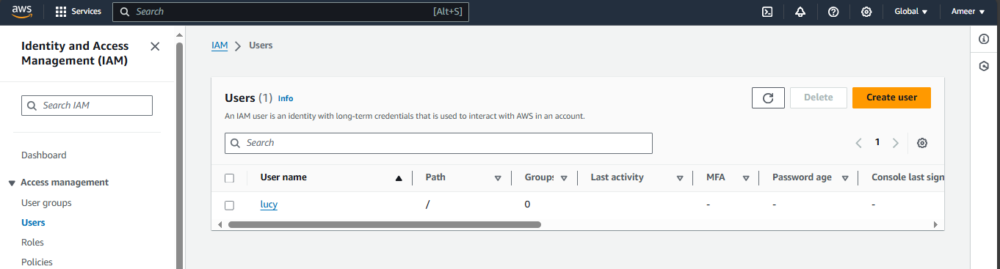 aws
Services
Search
[Alt+S]
Global
Ameer
Identity and Access
Management (IAM)
Search IAM
Dashboard
Access management
User groups
Users
Roles
Policies
IAM
Users
Users (1)
Info
An IAM user is an identity with long-term credentials that is used to interact with AWS in an account.
Delete
Create user
Search
1
User name
Path
Groups
Last activity
MFA
Password age
Console last sign
lucy
/
0
-
-
-